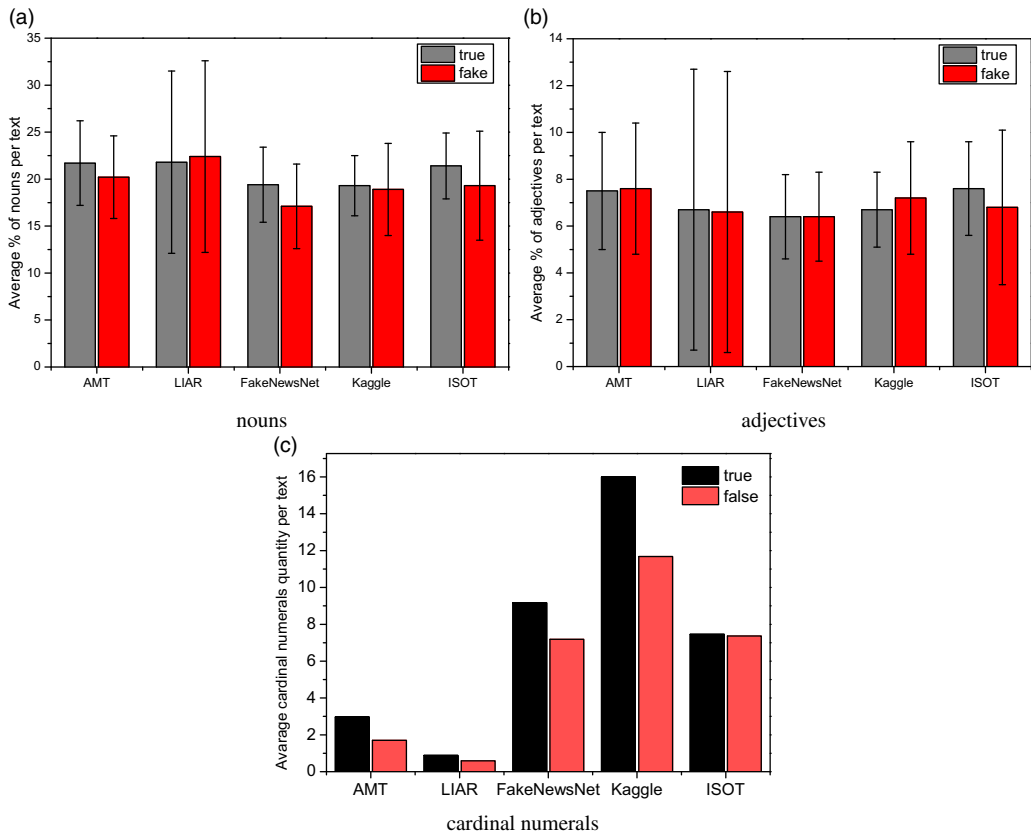 (a)
35
30
25
20
15
10
5
0
Average % of nouns per text
true
fake
AMT
LIAR
FakeNewsNet
Kaggle
ISOT
nouns
(b)
14
12
10
8
6
4
2
0
Average % of adjectives per text
true
fake
AMT
LIAR
FakeNewsNet
Kaggle
ISOT
adjectives
(c)
16
14
12
10
8
6
4
2
0
Avarage cardinal numerals quantity per text
true
false
AMT
LIAR
FakeNewsNet
Kaggle
ISOT
cardinal numerals